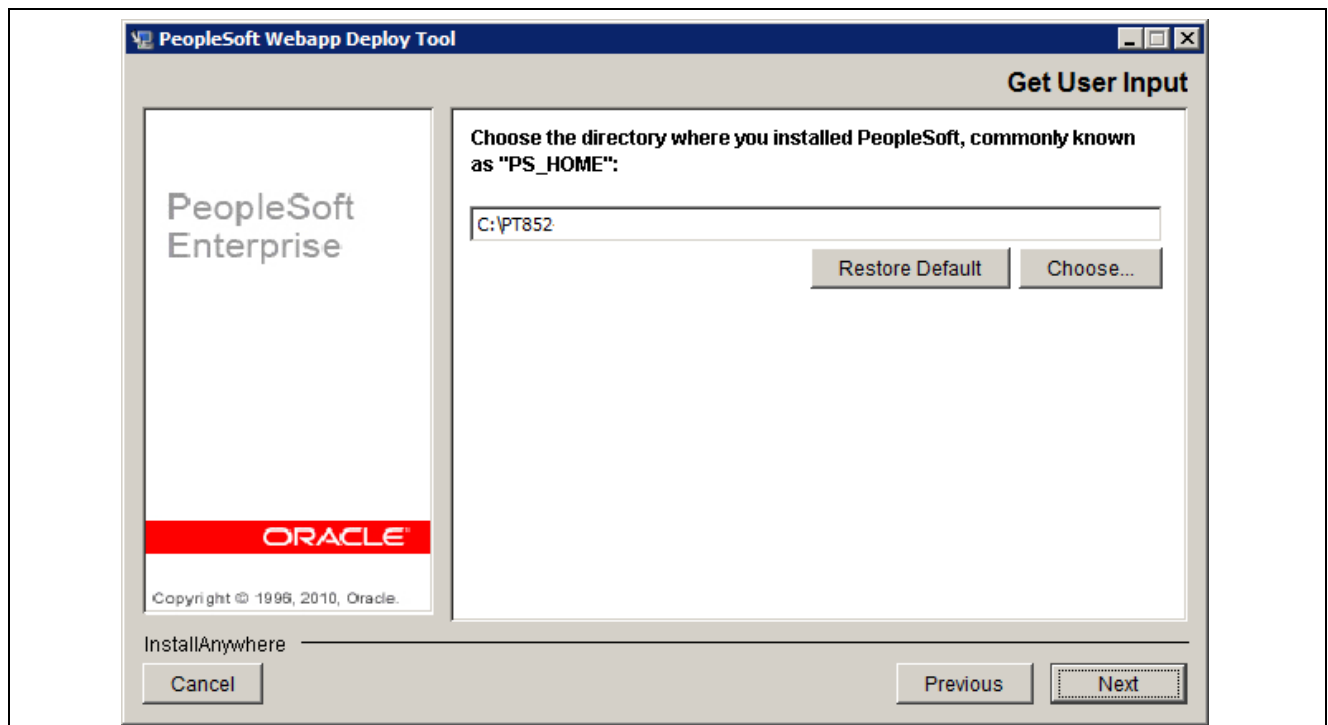 PeopleSoft Webapp Deploy Tool
Get User Input
PeopleSoft
Enterprise
ORACLE
Copyright © 1996, 2010, Oracle.
Choose the directory where you installed PeopleSoft, commonly known
as "PS_HOME":
C:\PT852
Restore Default
Choose...
InstallAnywhere
Cancel
Previous
Next